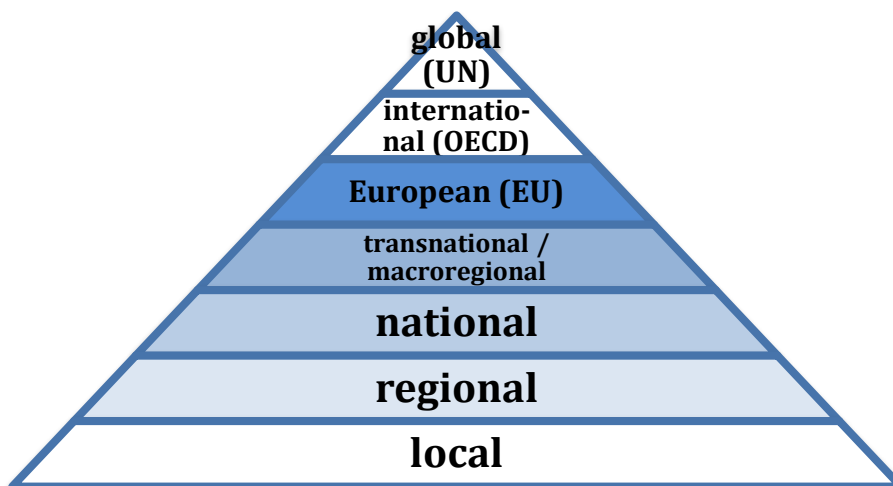 global
(UN)
internatio-
nal (OECD)
European (EU)
transnational /
macroregional
national
regional
local